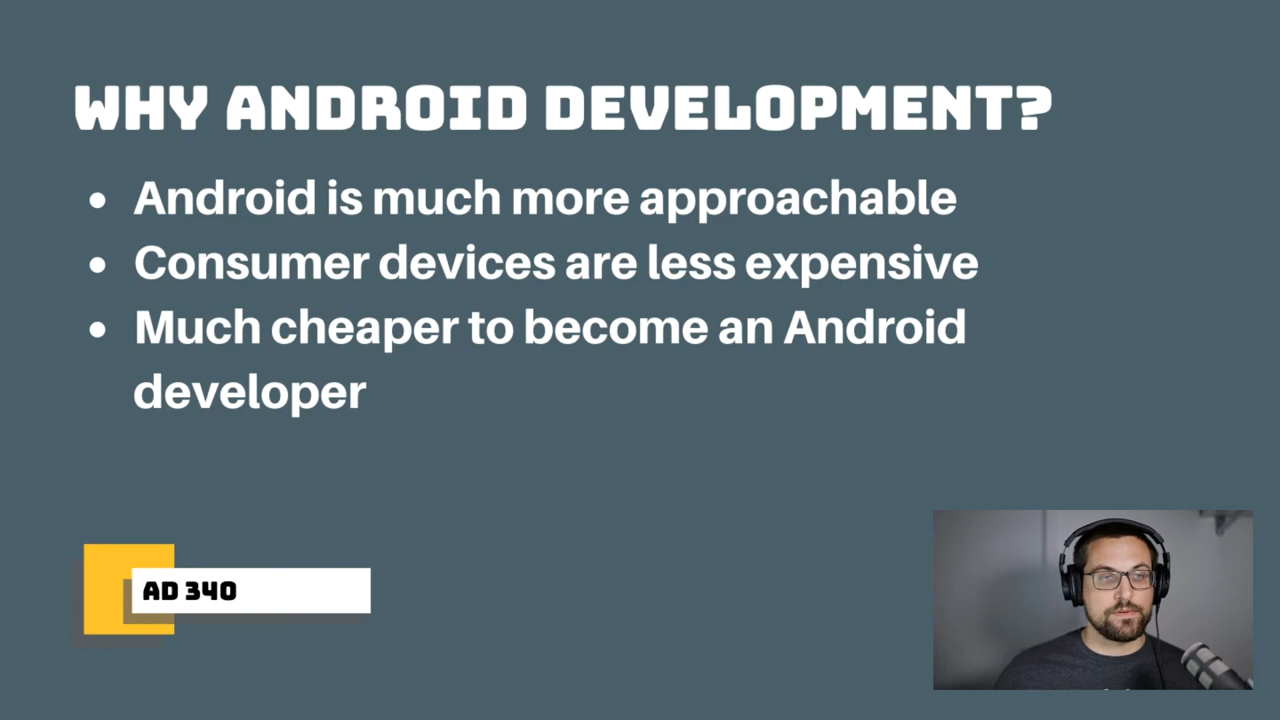 WHY ANDROID DEVELOPMENT?
• Android is much more approachable
• Consumer devices are less expensive
• Much cheaper to become an Android
developer
AD 340